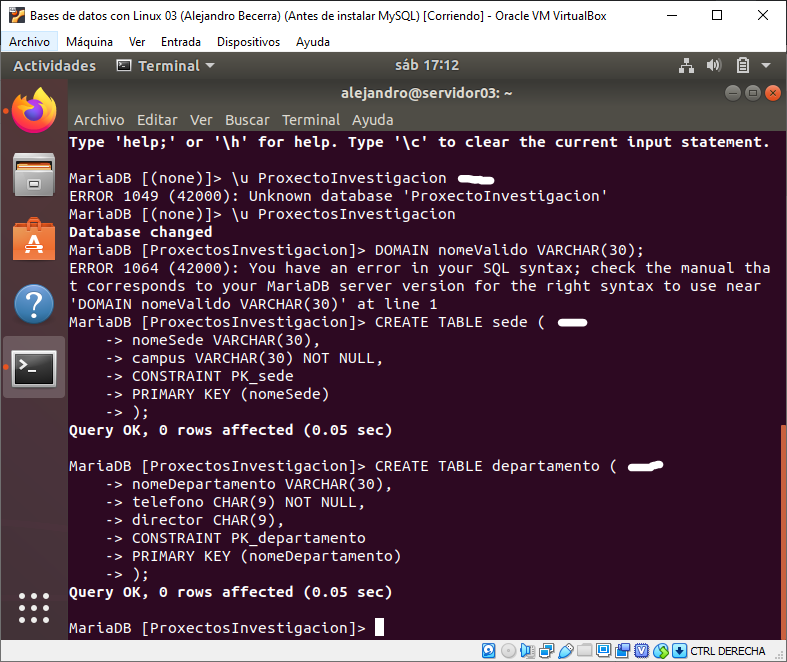 Bases de datos con Linux 03 (Alejandro Becerra) (Antes de instalar MySQL) [Corriendo] - Oracle VM VirtualBox
Archivo Máquina Ver Entrada Dispositivos Ayuda
Actividades Terminal sáb 17:12
alejandro@servidor03: ~
Archivo Editar Ver Buscar Terminal Ayuda
Type 'help;' or '\h' for help. Type '\c' to clear the current input statement.
MariaDB [(none)]> \u ProxectoInvestigacion
ERROR 1049 (42000): Unknown database 'ProxectoInvestigacion'
MariaDB [(none)]> \u ProxectosInvestigacion
Database changed
MariaDB [ProxectosInvestigacion]> DOMAIN nomeValido VARCHAR(30);
ERROR 1064 (42000): You have an error in your SQL syntax; check the manual tha
t corresponds to your MariaDB server version for the right syntax to use near
'DOMAIN nomeValido VARCHAR(30)' at line 1
MariaDB [ProxectosInvestigacion]> CREATE TABLE sede (
-> nomeSede VARCHAR(30),
-> campus VARCHAR(30) NOT NULL,
-> CONSTRAINT PK_sede
-> PRIMARY KEY (nomeSede)
-> );
Query OK, 0 rows affected (0.05 sec)
MariaDB [ProxectosInvestigacion]> CREATE TABLE departamento (
-> nomeDepartamento VARCHAR(30),
-> telefono CHAR(9) NOT NULL,
-> director CHAR(9),
-> CONSTRAINT PK_departamento
-> PRIMARY KEY (nomeDepartamento)
-> );
Query OK, 0 rows affected (0.05 sec)
MariaDB [ProxectosInvestigacion]>
CTRL DERECHA